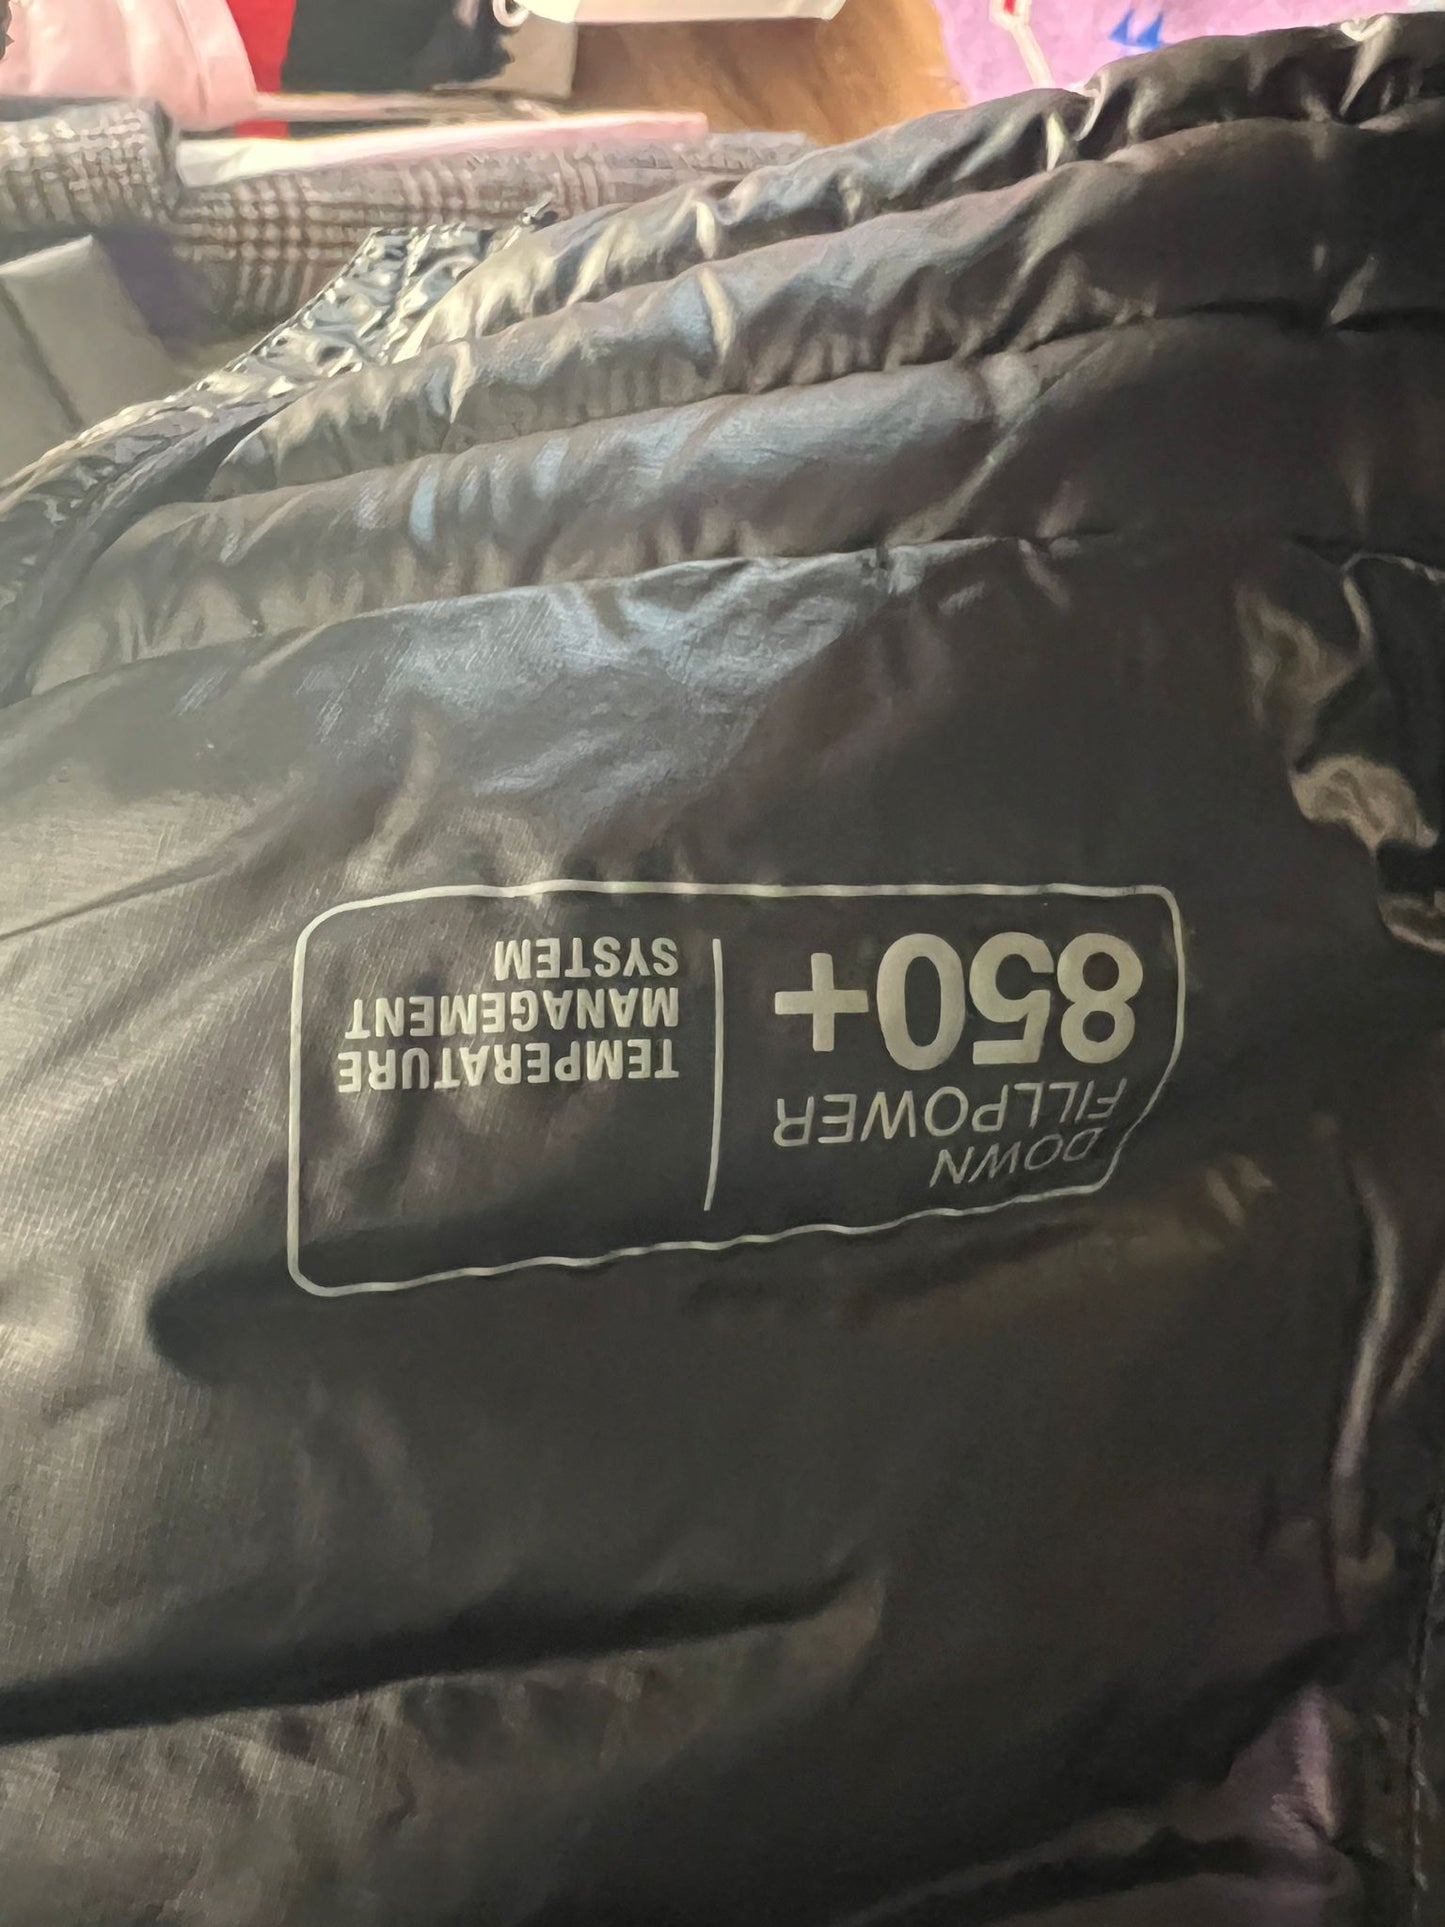 DOWN
FILLPOWER
850+
TEMPERATURE
MANAGEMENT
SYSTEM